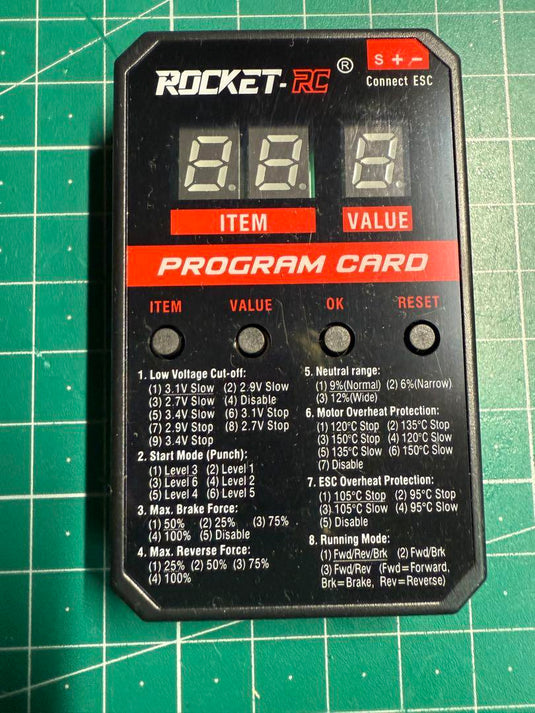 ROCKET-RC ®
S + −
Connect ESC
8.8. 8.
ITEM VALUE
PROGRAM CARD
ITEM VALUE OK RESET
1. Low Voltage Cut-off:
(1) 3.1V Slow (2) 2.9V Slow
(3) 2.7V Slow (4) Disable
(5) 3.4V Slow (6) 3.1V Stop
(7) 2.9V Stop (8) 2.7V Stop
(9) 3.4V Stop
2. Start Mode (Punch):
(1) Level 3 (2) Level 1
(3) Level 6 (4) Level 2
(5) Level 4 (6) Level 5
3. Max. Brake Force:
(1) 50% (2) 25% (3) 75%
(4) 100% (5) Disable
4. Max. Reverse Force:
(1) 25% (2) 50% (3) 75%
(4) 100%
5. Neutral range:
(1) 9%(Normal) (2) 6%(Narrow)
(3) 12%(Wide)
6. Motor Overheat Protection:
(1) 120°C Stop (2) 135°C Stop
(3) 150°C Stop (4) 120°C Slow
(5) 135°C Slow (6) 150°C Slow
(7) Disable
7. ESC Overheat Protection:
(1) 105°C Stop (2) 95°C Stop
(3) 105°C Slow (4) 95°C Slow
(5) Disable
8. Running Mode:
(1) Fwd/Rev/Brk (2) Fwd/Brk
(3) Fwd/Rev (Fwd=Forward,
Brk=Brake, Rev=Reverse)